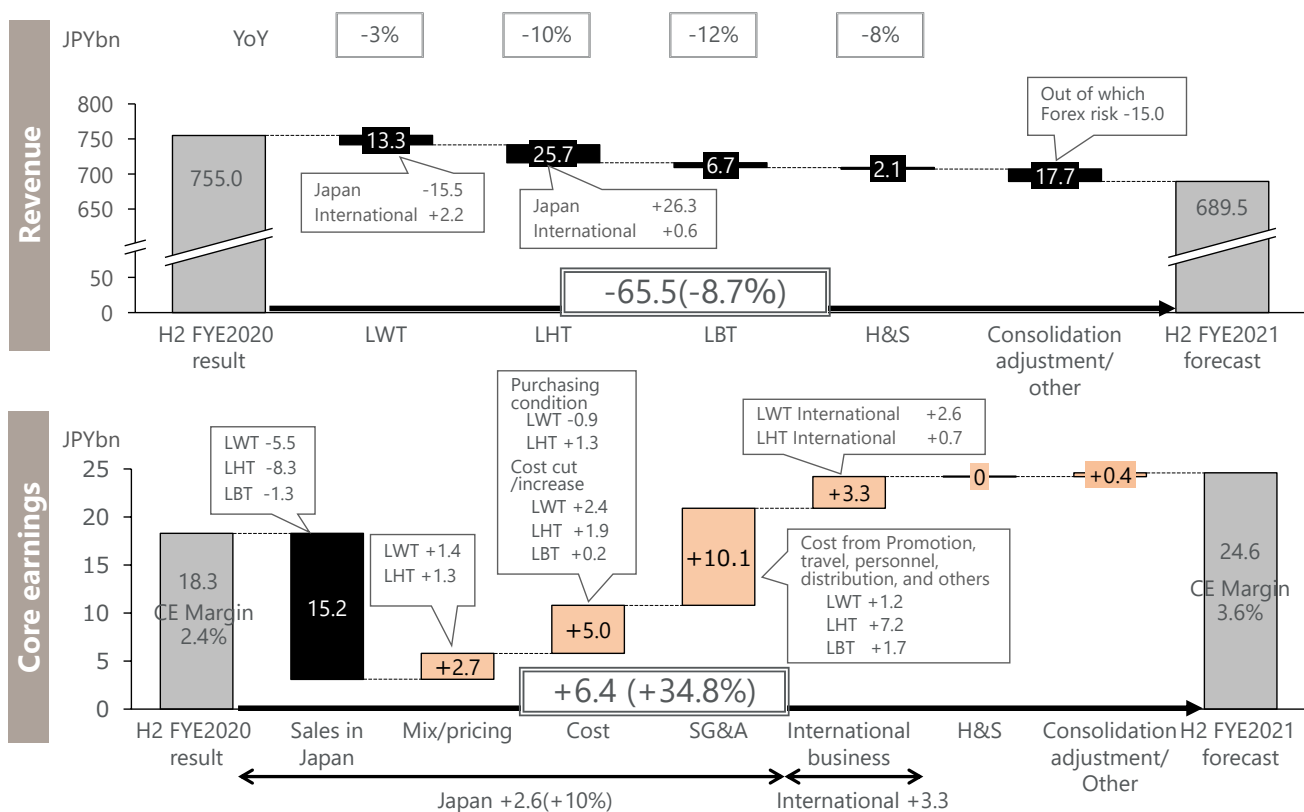 Revenue
JPYbn
YoY
-3%
-10%
-12%
-8%
800
750
700
650
50
0
755.0
13.3
25.7
6.7
2.1
17.7
689.5
Out of which
Forex risk -15.0
Japan -15.5
International +2.2
Japan +26.3
International +0.6
-65.5(-8.7%)
H2 FYE2020
result
LWT
LHT
LBT
H&S
Consolidation
adjustment/
other
H2 FYE2021
forecast
Core earnings
JPYbn
25
20
15
10
5
0
18.3
CE Margin
2.4%
LWT -5.5
LHT -8.3
LBT -1.3
15.2
LWT +1.4
LHT +1.3
+2.7
Purchasing
condition
LWT -0.9
LHT +1.3
Cost cut
/increase
LWT +2.4
LHT +1.9
LBT +0.2
+5.0
+10.1
Cost from Promotion,
travel, personnel,
distribution, and others
LWT +1.2
LHT +7.2
LBT +1.7
LWT International +2.6
LHT International +0.7
+3.3
0
+0.4
24.6
CE Margin
3.6%
+6.4 (+34.8%)
H2 FYE2020
result
Sales in
Japan
Mix/pricing
Cost
SG&A
International
business
H&S
Consolidation
adjustment/
Other
H2 FYE2021
forecast
Japan +2.6(+10%)
International +3.3